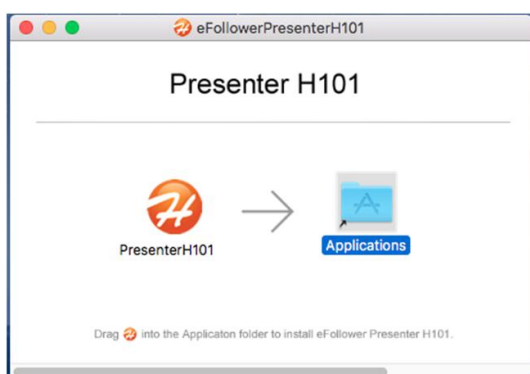 eFollowerPresenterH101
Presenter H101
PresenterH101
Applications
Drag into the Applicaton folder to install eFollower Presenter H101.